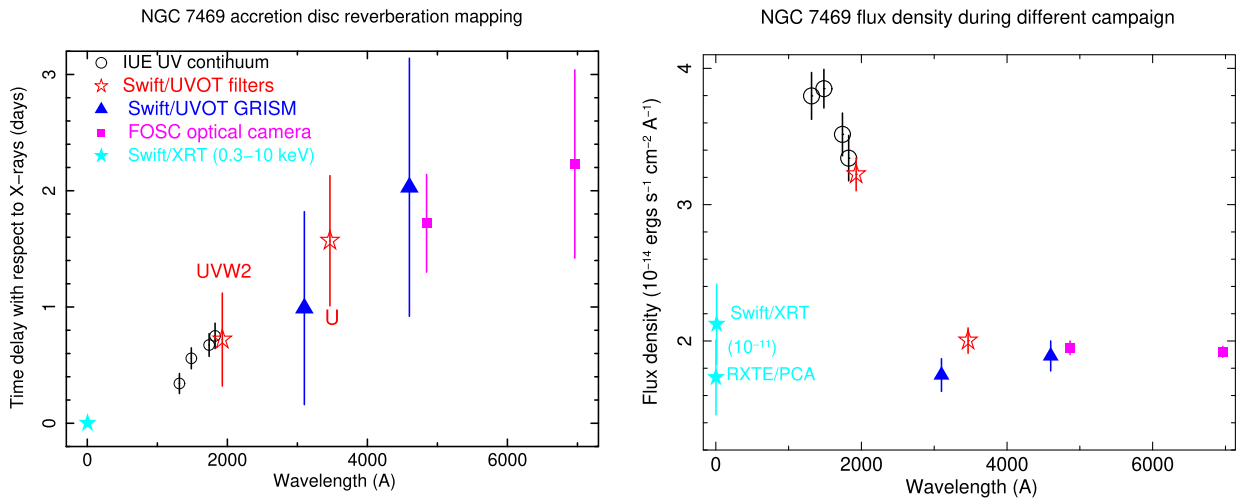 NGC 7469 accretion disc reverberation mapping
Time delay with respect to X−rays (days)
3
2
1
0
IUE UV continuum
Swift/UVOT filters
Swift/UVOT GRISM
FOSC optical camera
Swift/XRT (0.3−10 keV)
UVW2
U
0 2000 4000 6000
Wavelength (A)
NGC 7469 flux density during different campaign
Flux density (10−14 ergs s−1 cm−2 A−1)
4
3
2
Swift/XRT
(10−11)
RXTE/PCA
0 2000 4000 6000
Wavelength (A)